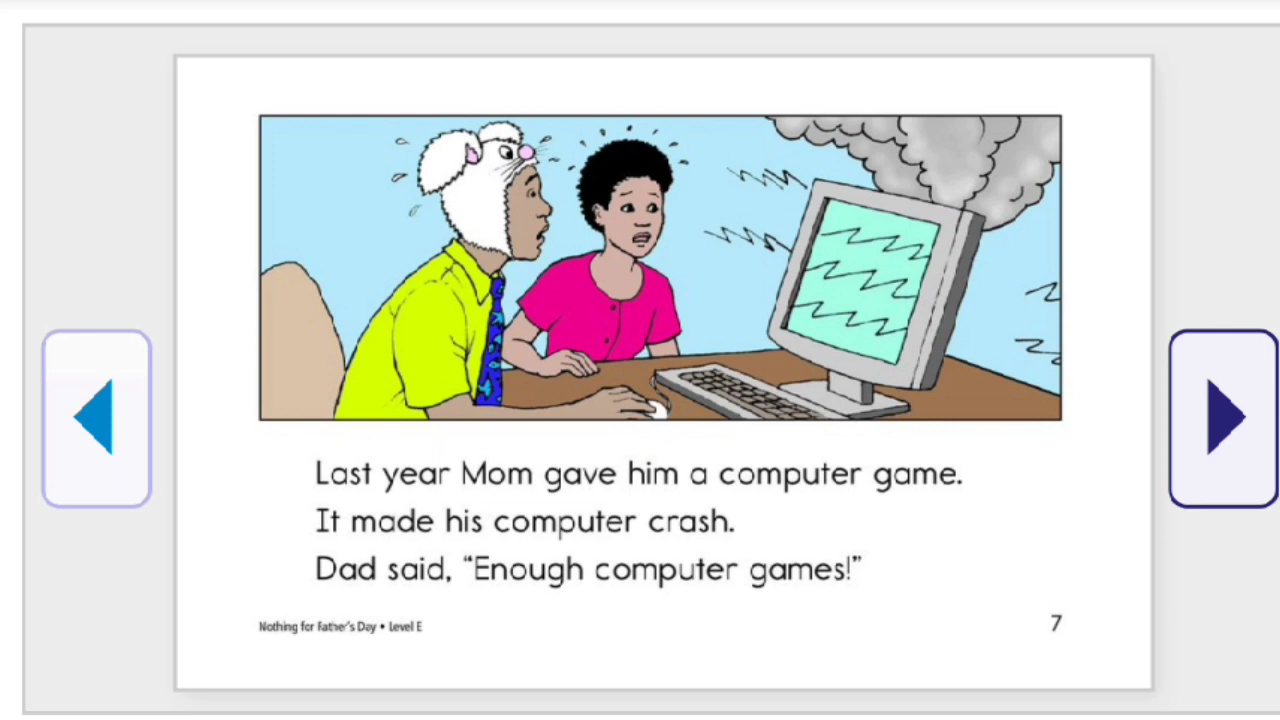 Last year Mom gave him a computer game.
It made his computer crash.
Dad said, “Enough computer games!”
Nothing for Father's Day • Level E
7